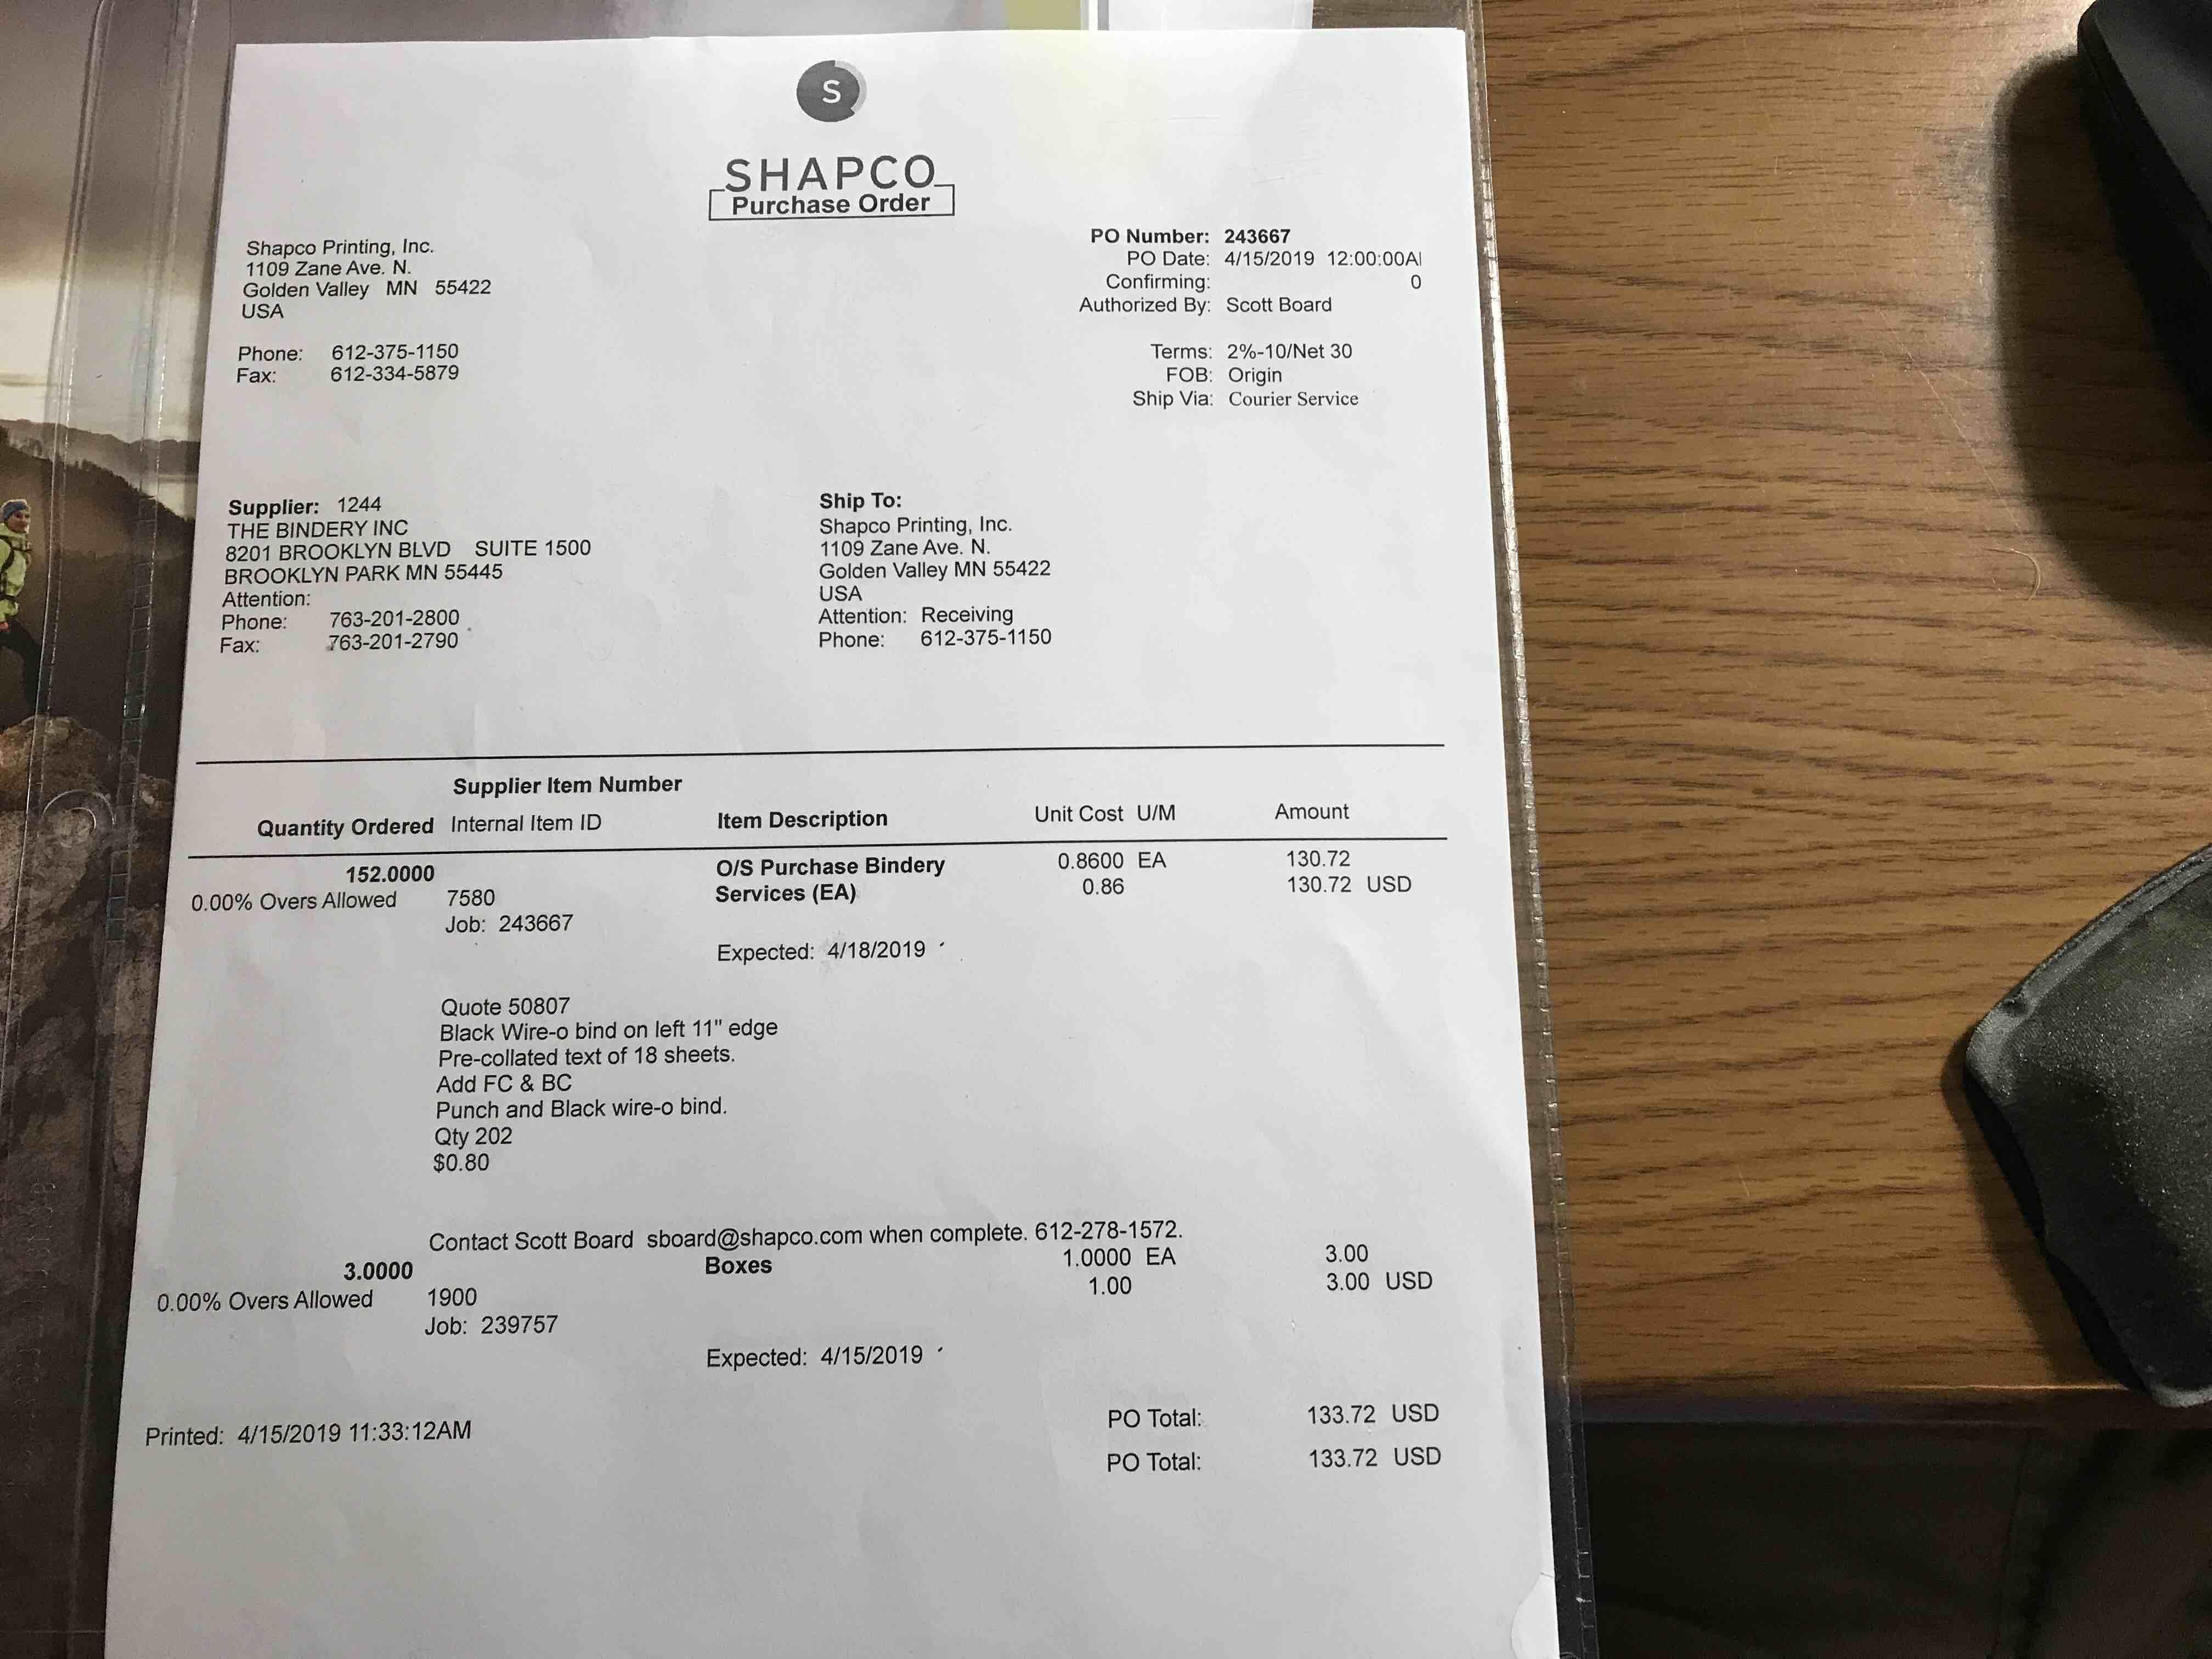 S
SHAPCO
Purchase Order
Shapco Printing, Inc.
1109 Zane Ave. N.
Golden Valley MN 55422
USA
Phone: 612-375-1150
Fax: 612-334-5879
PO Number: 243667
PO Date: 4/15/2019 12:00:00A
Confirming: 0
Authorized By: Scott Board
Terms: 2%-10/Net 30
FOB: Origin
Ship Via: Courier Service
Supplier: 1244
THE BINDERY INC
8201 BROOKLYN BLVD SUITE 1500
BROOKLYN PARK MN 55445
Attention:
Phone: 763-201-2800
Fax: 763-201-2790
Ship To:
Shapco Printing, Inc.
1109 Zane Ave. N.
Golden Valley MN 55422
USA
Attention: Receiving
Phone: 612-375-1150
Supplier Item Number
Quantity Ordered Internal Item ID Item Description Unit Cost U/M Amount
152.0000 O/S Purchase Bindery 0.8600 EA 130.72
0.00% Overs Allowed 7580 Services (EA) 0.86 130.72 USD
Job: 243667
Expected: 4/18/2019
Quote 50807
Black Wire-o bind on left 11" edge
Pre-collated text of 18 sheets.
Add FC & BC
Punch and Black wire-o bind.
Qty 202
$0.80
Contact Scott Board sboard@shapco.com when complete. 612-278-1572.
3.0000 Boxes 1.0000 EA 3.00
0.00% Overs Allowed 1900 1.00 3.00 USD
Job: 239757
Expected: 4/15/2019
Printed: 4/15/2019 11:33:12AM
PO Total: 133.72 USD
PO Total: 133.72 USD